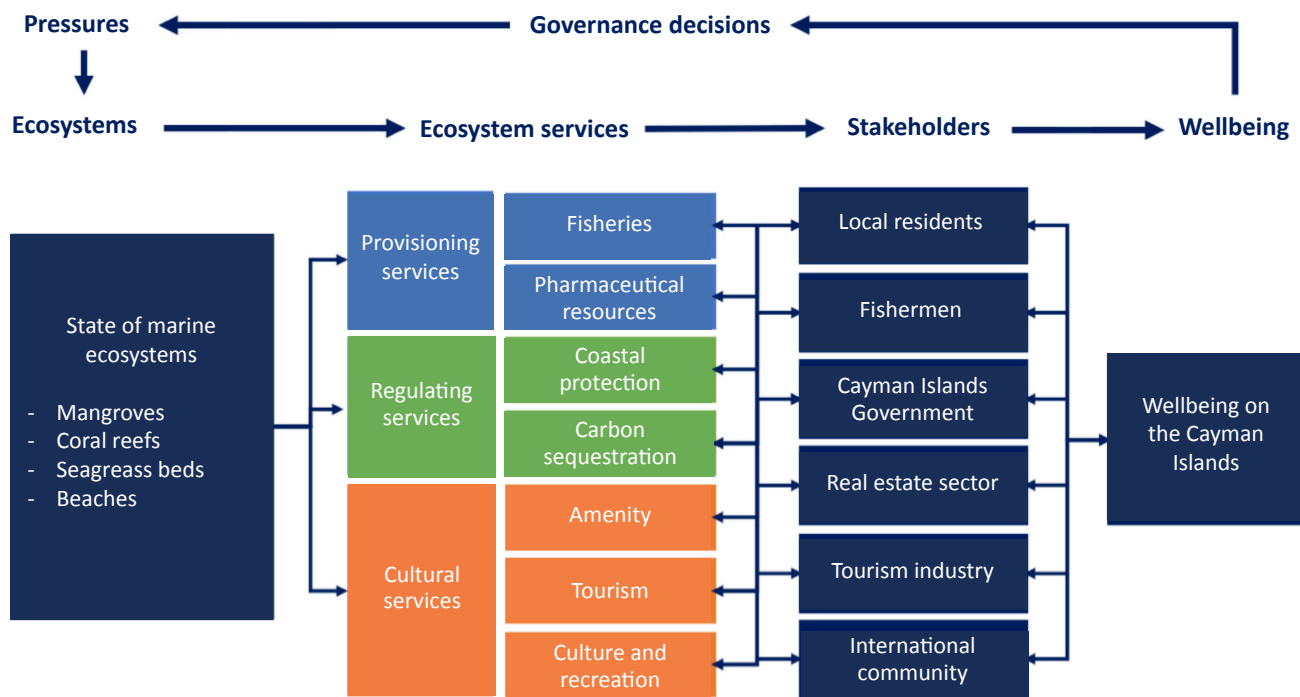 Pressures
Governance decisions
Ecosystems
Ecosystem services
Stakeholders
Wellbeing
State of marine
ecosystems
- Mangroves
- Coral reefs
- Seagreass beds
- Beaches
Provisioning
services
Regulating
services
Cultural
services
Fisheries
Pharmaceutical
resources
Coastal
protection
Carbon
sequestration
Amenity
Tourism
Culture and
recreation
Local residents
Fishermen
Cayman Islands
Government
Real estate sector
Tourism industry
International
community
Wellbeing on
the Cayman
Islands